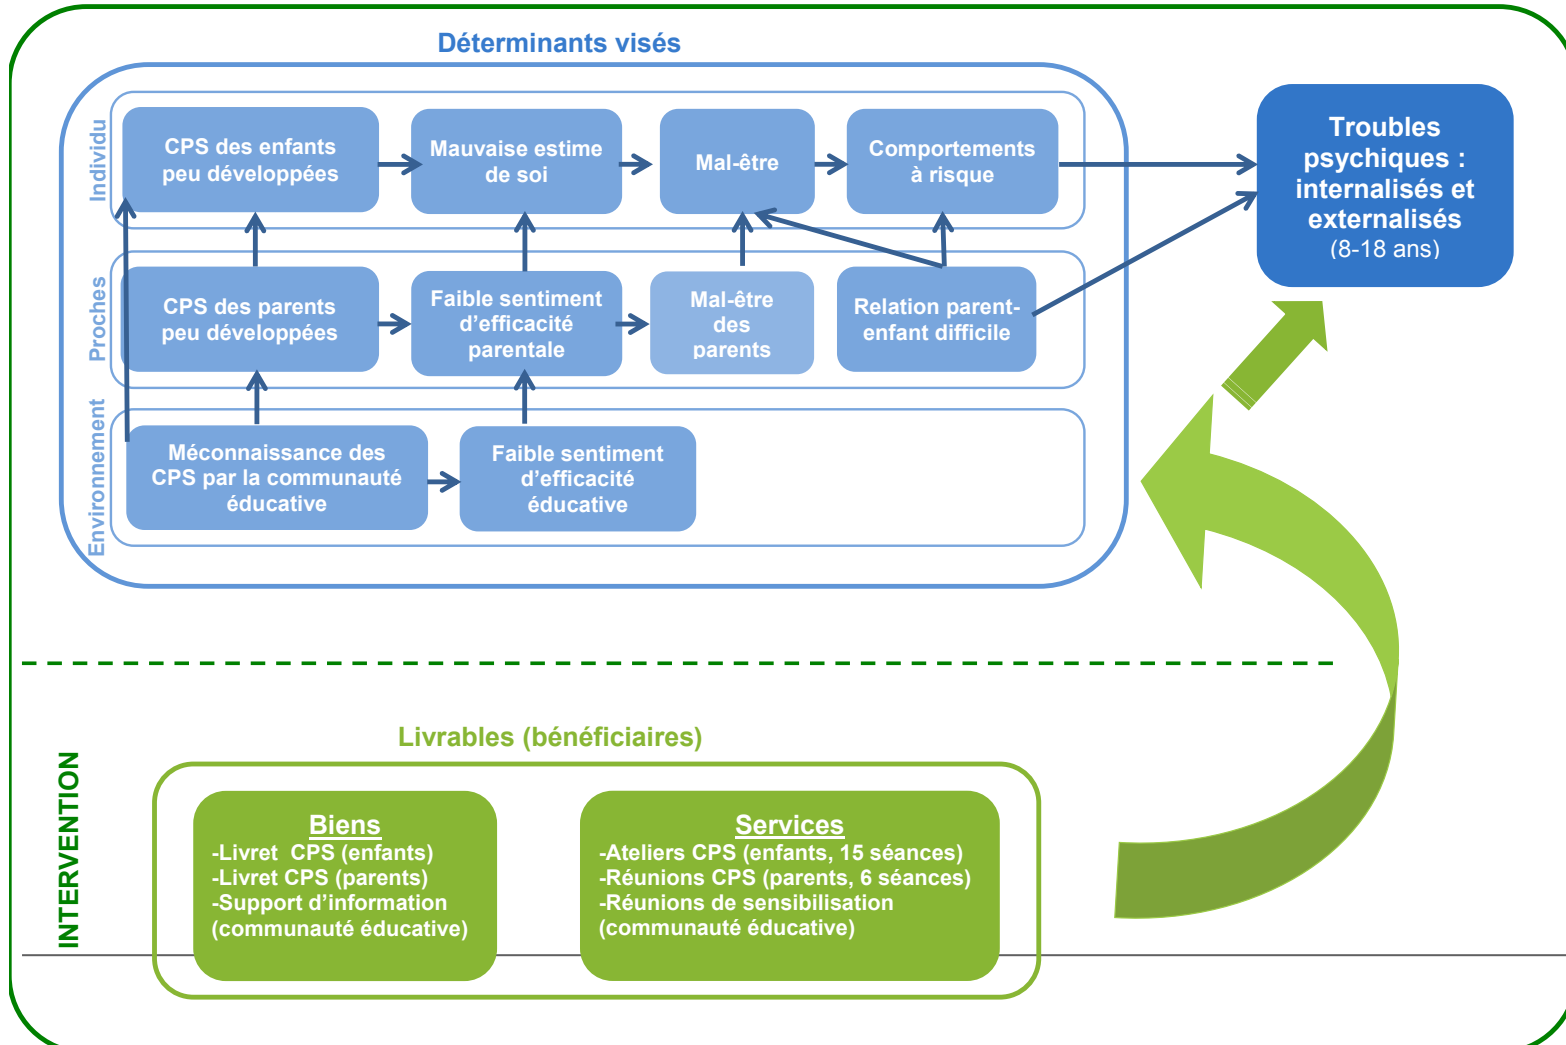 Déterminants visés
Individu
CPS des enfants
peu développées
Mauvaise estime
de soi
Mal-être
Comportements
à risque
Troubles
psychiques :
internalisés et
externalisés
(8-18 ans)
Proches
CPS des parents
peu développées
Faible sentiment
d’efficacité
parentale
Mal-être
des
parents
Relation parent-
enfant difficile
Environnement
Méconnaissance des
CPS par la communauté
éducative
Faible sentiment
d’efficacité
éducative
Livrables (bénéficiaires)
INTERVENTION
Biens
-Livret CPS (enfants)
-Livret CPS (parents)
-Support d’information
(communauté éducative)
Services
-Ateliers CPS (enfants, 15 séances)
-Réunions CPS (parents, 6 séances)
-Réunions de sensibilisation
(communauté éducative)